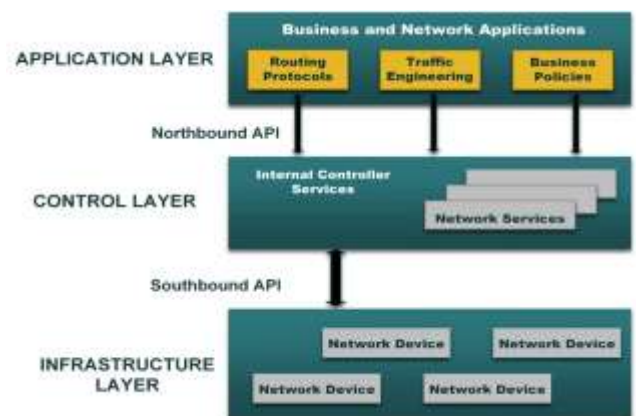 Business and Network Applications
APPLICATION LAYER
Routing
Protocols
Traffic
Engineering
Business
Policies
Northbound API
Internal Controller
Services
CONTROL LAYER
Network Services
Southbound API
Network Device
Network Device
INFRASTRUCTURE
LAYER
Network Device
Network Device